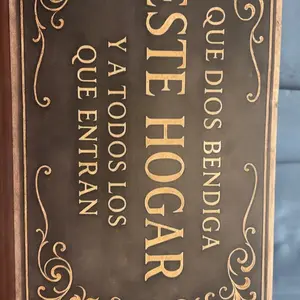 QUE DIOS BENDIGA
ESTE HOGAR
Y A TODOS LOS
QUE ENTRAN